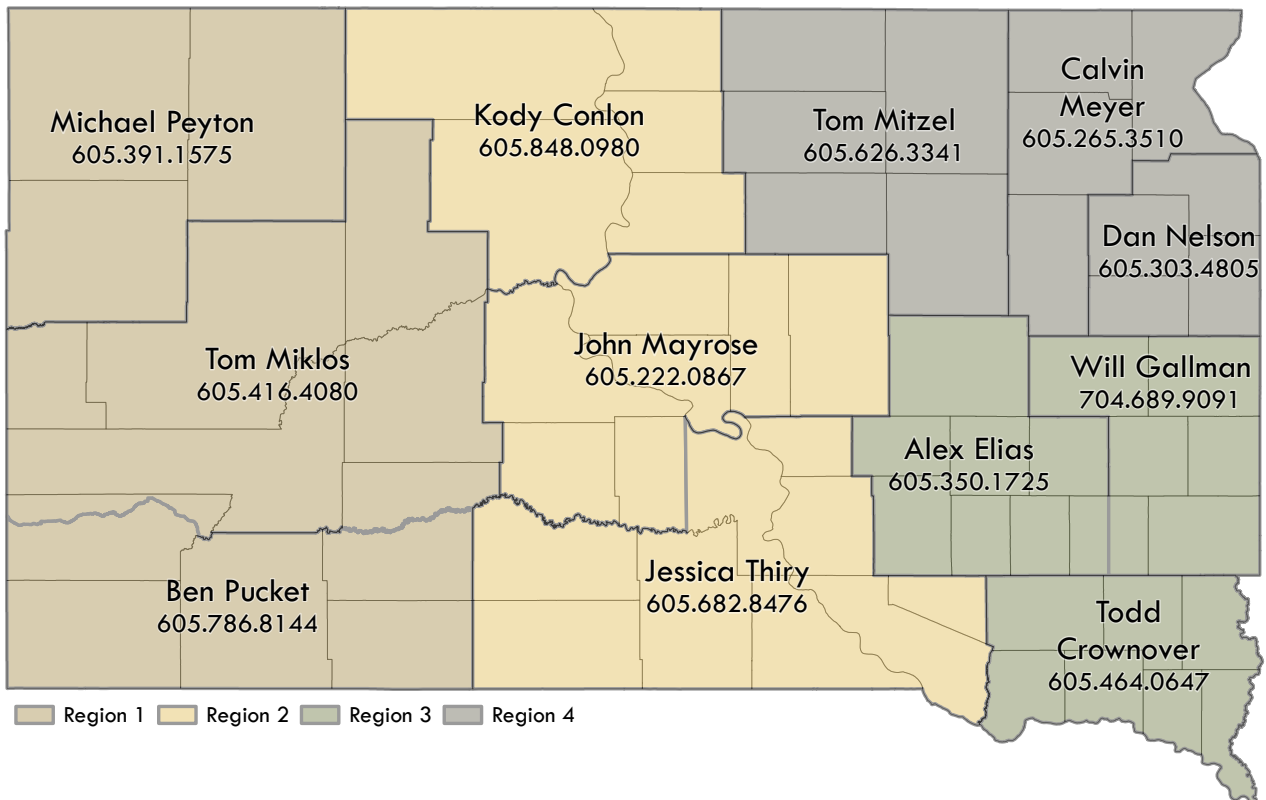 Calvin
Meyer
605.265.3510
Michael Peyton
605.391.1575
Kody Conlon
605.848.0980
Tom Mitzel
605.626.3341
Dan Nelson
605.303.4805
Tom Miklos
605.416.4080
John Mayrose
605.222.0867
Will Gallman
704.689.9091
Alex Elias
605.350.1725
Ben Pucket
605.786.8144
Jessica Thiry
605.682.8476
Todd
Crownover
605.464.0647
Region 1 Region 2 Region 3 Region 4